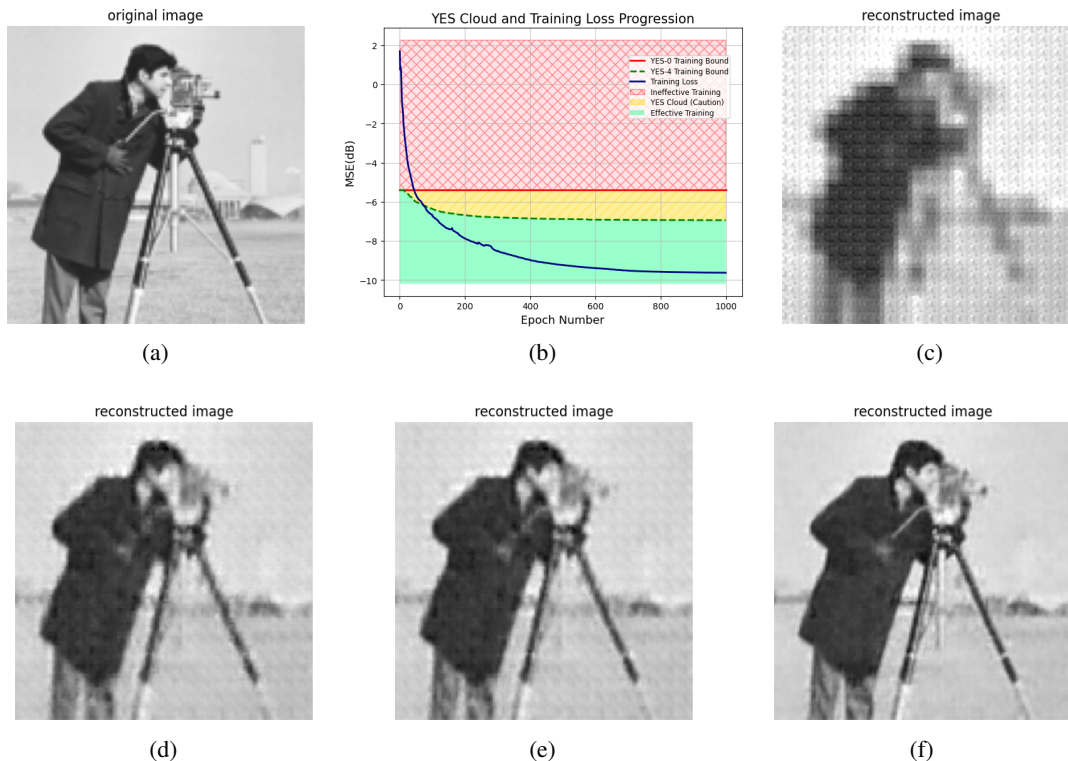 original image
YES Cloud and Training Loss Progression
reconstructed image
MSE(dB)
2
0
−2
−4
−6
−8
−10
YES-0 Training Bound
YES-4 Training Bound
Training Loss
Ineffective Training
YES Cloud (Caution)
Effective Training
0 200 400 600 800 1000
Epoch Number
(a) (b) (c)
reconstructed image reconstructed image reconstructed image
(d) (e) (f)